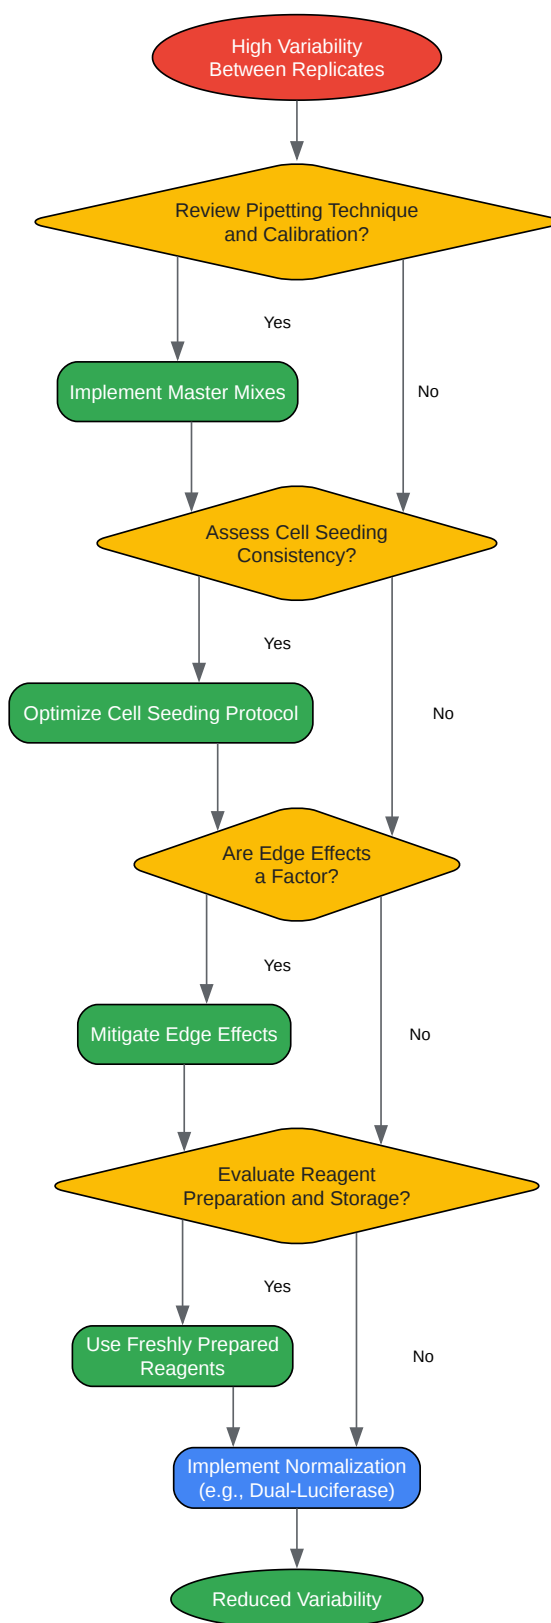 High Variability
Between Replicates
Review Pipetting Technique
and Calibration?
Yes
Implement Master Mixes
No
Assess Cell Seeding
Consistency?
Yes
Optimize Cell Seeding Protocol
No
Are Edge Effects
a Factor?
Yes
Mitigate Edge Effects
No
Evaluate Reagent
Preparation and Storage?
Yes
Use Freshly Prepared
Reagents
No
Implement Normalization
(e.g., Dual-Luciferase)
Reduced Variability